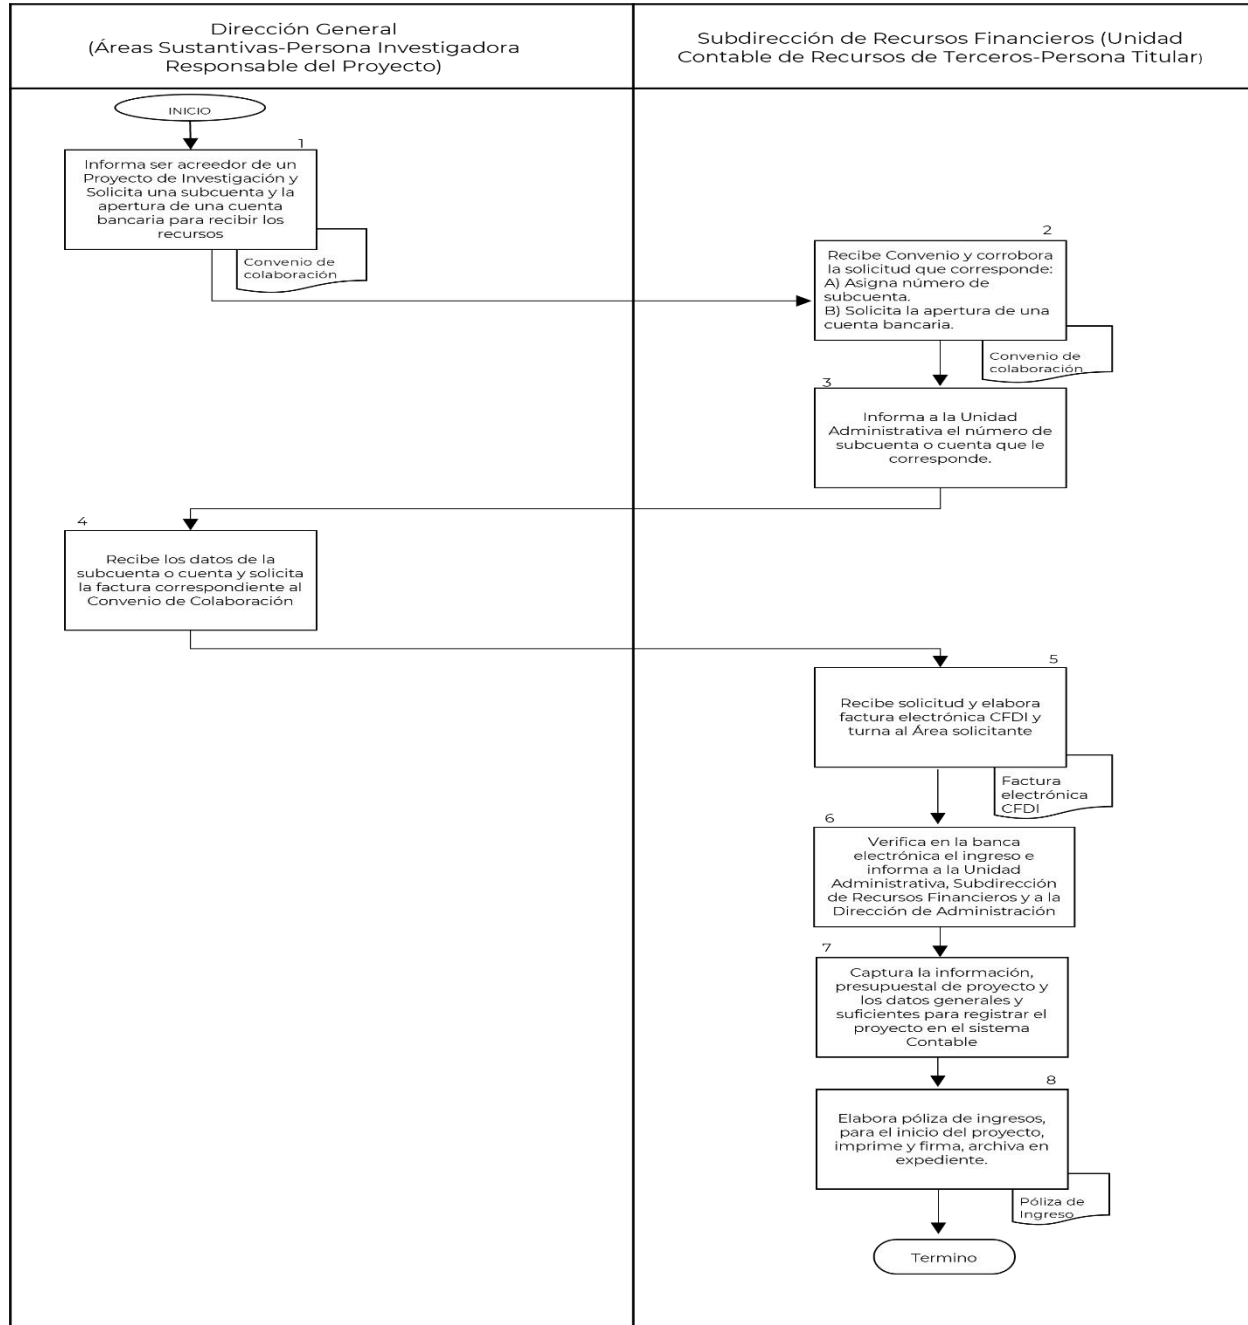 Dirección General
(Áreas Sustantivas-Persona Investigadora
Responsable del Proyecto)
Subdirección de Recursos Financieros (Unidad
Contable de Recursos de Terceros-Persona Titular)
INICIO
1
Informa ser acreedor de un
Proyecto de Investigación y
Solicita una subcuenta y la
apertura de una cuenta
bancaria para recibir los
recursos
Convenio de
colaboración
2
Recibe Convenio y corrobora
la solicitud que corresponde:
A) Asigna número de
subcuenta.
B) Solicita la apertura de una
cuenta bancaria.
Convenio de
colaboración
3
Informa a la Unidad
Administrativa el número de
subcuenta o cuenta que le
corresponde.
4
Recibe los datos de la
subcuenta o cuenta y solicita
la factura correspondiente al
Convenio de Colaboración
5
Recibe solicitud y elabora
factura electrónica CFDI y
turna al Área solicitante
Factura
electrónica
CFDI
6
Verifica en la banca
electrónica el ingreso e
informa a la Unidad
Administrativa, Subdirección
de Recursos Financieros y a la
Dirección de Administración
7
Captura la información,
presupuestal de proyecto y
los datos generales y
suficientes para registrar el
proyecto en el sistema
Contable
8
Elabora póliza de ingresos,
para el inicio del proyecto,
imprime y firma, archiva en
expediente.
Póliza de
Ingreso
Termino